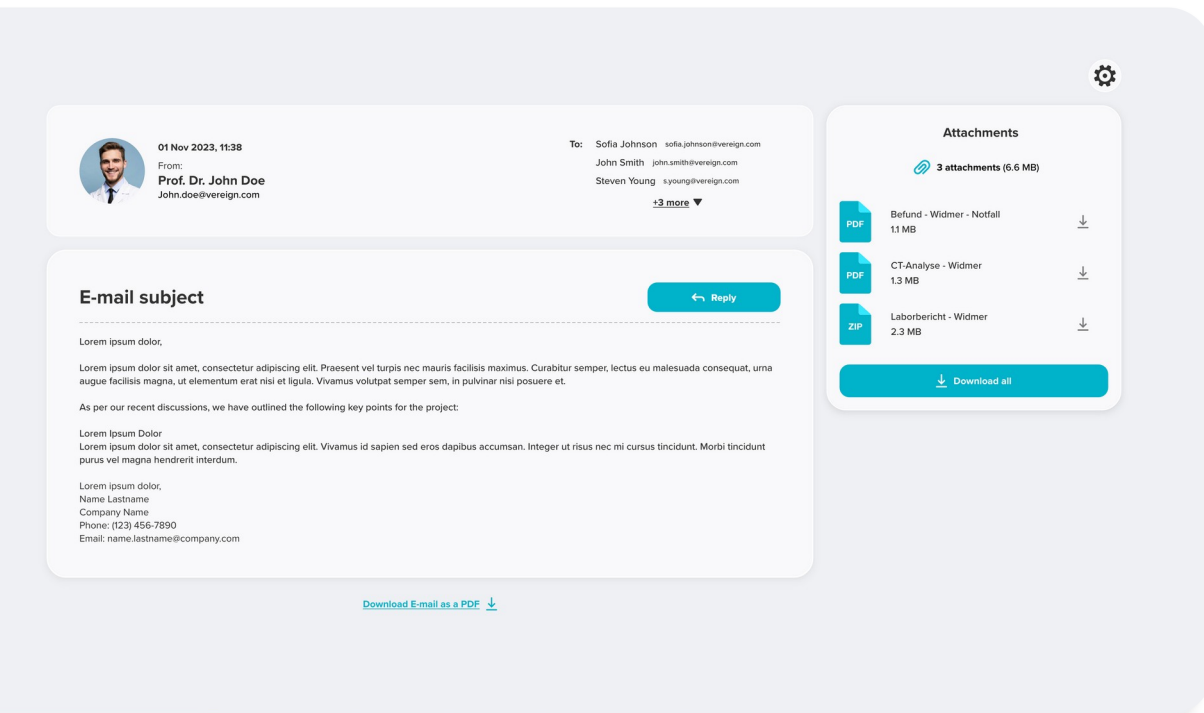 01 Nov 2023, 11:38
From:
Prof. Dr. John Doe
John.doe@vereign.com
To: Sofia Johnson sofia.johnson@vereign.com
John Smith john.smith@vereign.com
Steven Young s.young@vereign.com
+3 more
E-mail subject
Reply
Lorem ipsum dolor,
Lorem ipsum dolor sit amet, consectetur adipiscing elit. Praesent vel turpis nec mauris facilisis maximus. Curabitur semper, lectus eu malesuada consequat, urna
augue facilisis magna, ut elementum erat nisi et ligula. Vivamus volutpat semper sem, in pulvinar nisi posuere et.
As per our recent discussions, we have outlined the following key points for the project:
Lorem Ipsum Dolor
Lorem ipsum dolor sit amet, consectetur adipiscing elit. Vivamus id sapien sed eros dapibus accumsan. Integer ut risus nec mi cursus tincidunt. Morbi tincidunt
purus vel magna hendrerit interdum.
Lorem ipsum dolor,
Name Lastname
Company Name
Phone: (123) 456-7890
Email: name.lastname@company.com
Download E-mail as a PDF
Attachments
3 attachments (6.6 MB)
PDF
Befund - Widmer - Notfall
1.1 MB
PDF
CT-Analyse - Widmer
1.3 MB
ZIP
Laborbericht - Widmer
2.3 MB
Download all